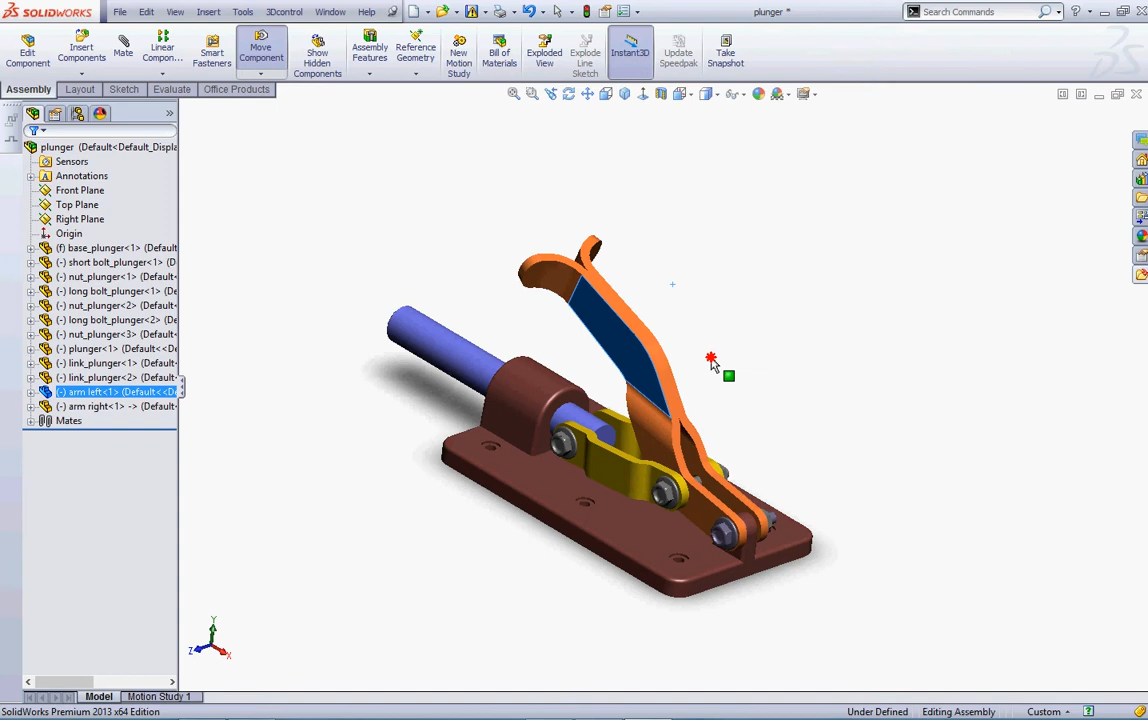 SOLIDWORKS File Edit View Insert Tools 3Dcontrol Window Help plunger * Search Commands
Edit Component
Insert Components
Mate
Linear Compon...
Smart Fasteners
Move Component
Show Hidden Components
Assembly Features
Reference Geometry
New Motion Study
Bill of Materials
Exploded View
Explode Line Sketch
Instant3D
Update Speedpak
Take Snapshot
Assembly Layout Sketch Evaluate Office Products
plunger (Default<Default_Displa
Sensors
Annotations
Front Plane
Top Plane
Right Plane
Origin
(f) base_plunger<1> (Default
(-) short bolt_plunger<1> (D
(-) nut_plunger<1> (Default<
(-) long bolt_plunger<1> (De
(-) nut_plunger<2> (Default<
(-) long bolt_plunger<2> (De
(-) nut_plunger<3> (Default<
(-) plunger<1> (Default<<De
(-) link_plunger<1> (Default
(-) link_plunger<2> (Default
(-) arm left<1> (Default<<De
(-) arm right<1> -> (Default
Mates
Y
Z
X
Model Motion Study 1
SolidWorks Premium 2013 x64 Edition Under Defined Editing Assembly Custom